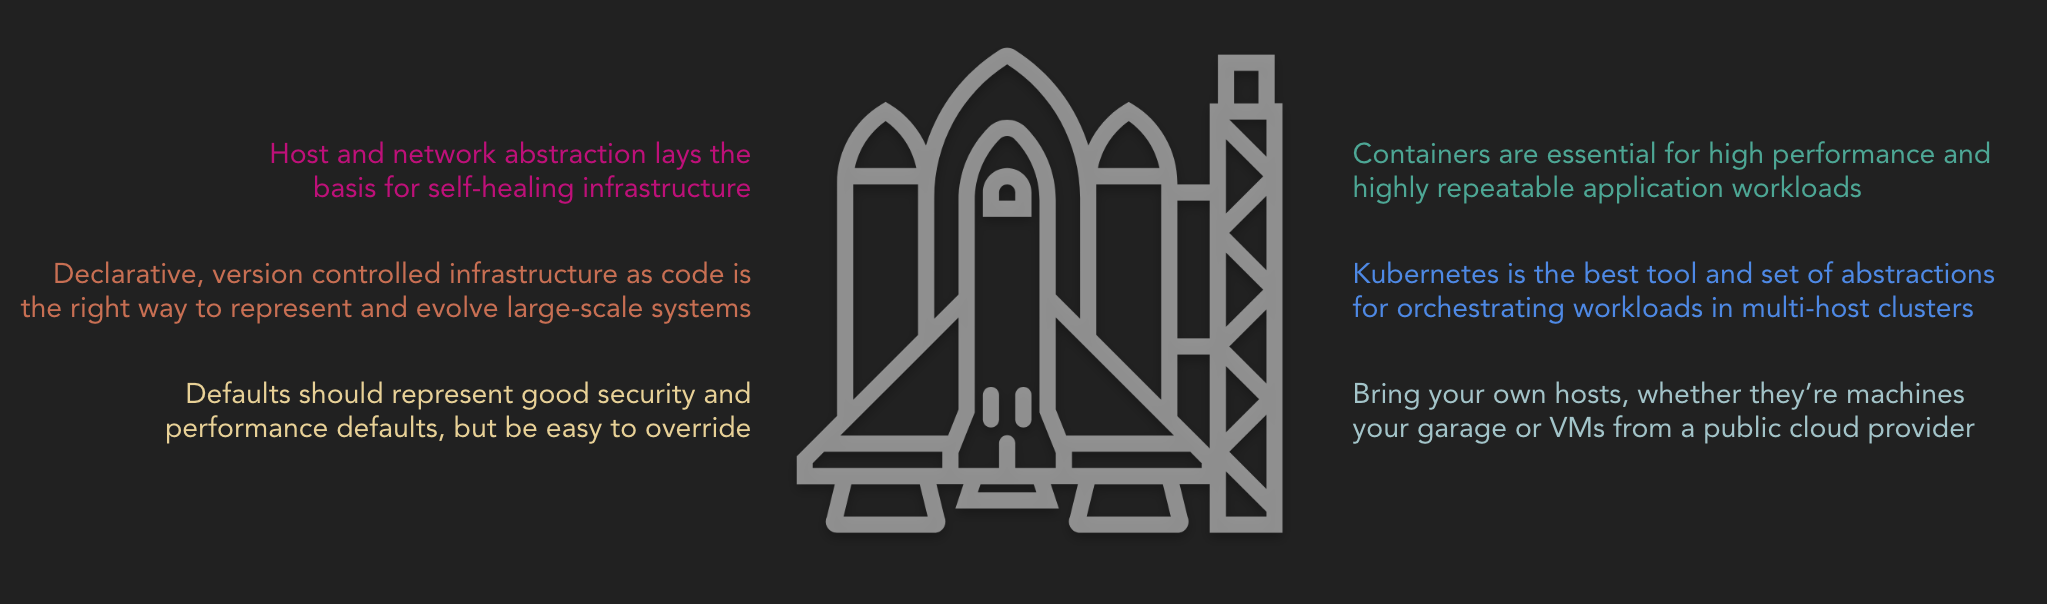 Host and network abstraction lays the
basis for self-healing infrastructure
Declarative, version controlled infrastructure as code is
the right way to represent and evolve large-scale systems
Defaults should represent good security and
performance defaults, but be easy to override
Containers are essential for high performance and
highly repeatable application workloads
Kubernetes is the best tool and set of abstractions
for orchestrating workloads in multi-host clusters
Bring your own hosts, whether they’re machines
your garage or VMs from a public cloud provider